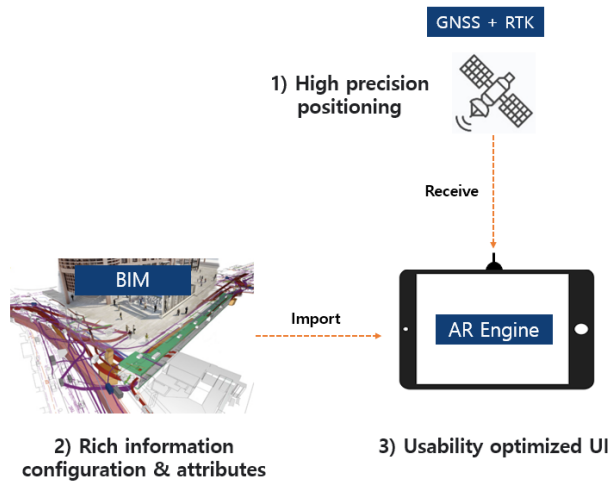 GNSS + RTK
1) High precision
positioning
Receive
BIM
Import
AR Engine
2) Rich information
configuration & attributes
3) Usability optimized UI